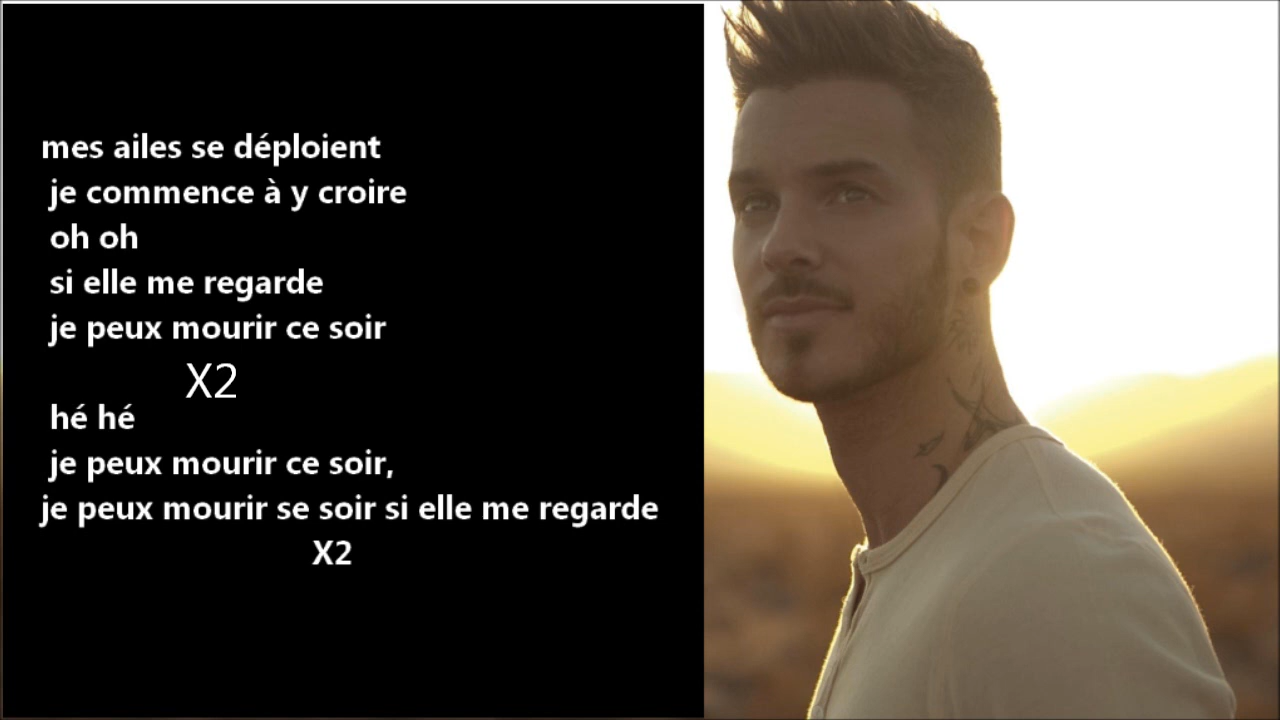 mes ailes se déploient
je commence à y croire
oh oh
si elle me regarde
je peux mourir ce soir
X2
hé hé
je peux mourir ce soir,
je peux mourir se soir si elle me regarde
X2